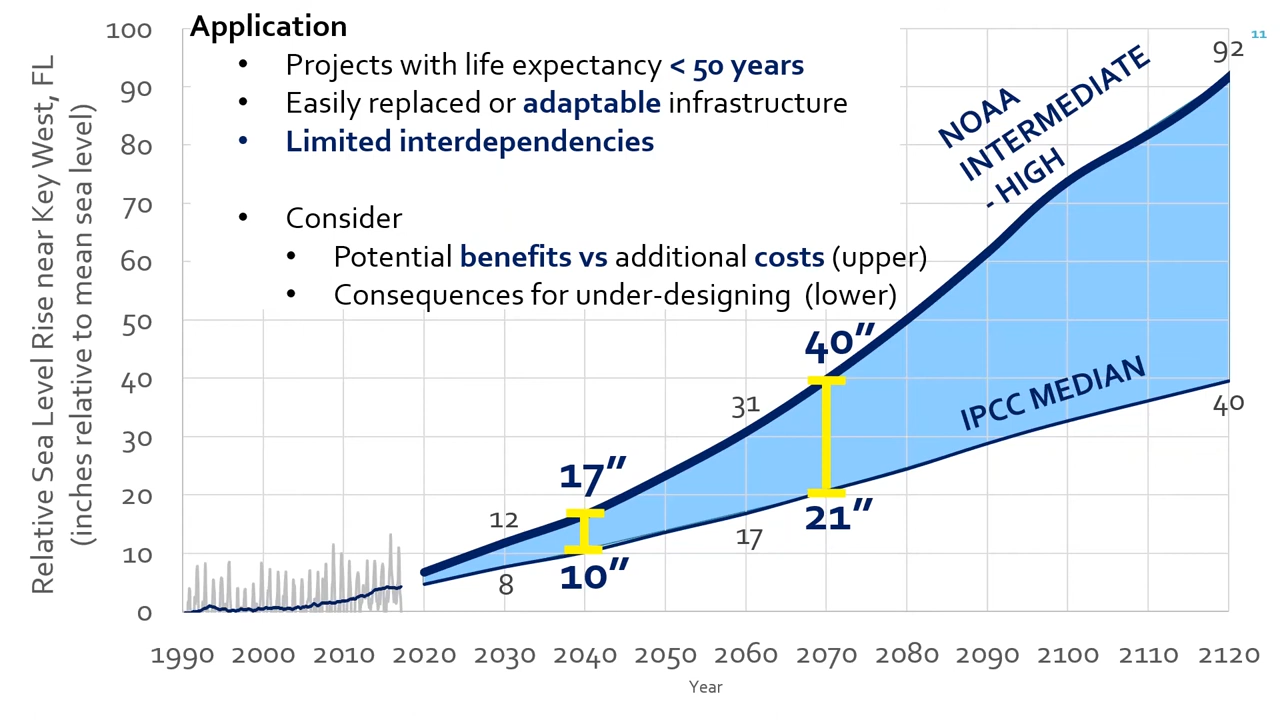 Application
• Projects with life expectancy < 50 years
• Easily replaced or adaptable infrastructure
• Limited interdependencies
• Consider
• Potential benefits vs additional costs (upper)
• Consequences for under-designing (lower)
11
Relative Sea Level Rise near Key West, FL
(inches relative to mean sea level)
100
90
80
70
60
50
40
30
20
10
0
NOAA
INTERMEDIATE
- HIGH
92
IPCC MEDIAN
40
40”
21”
31
17
17”
10”
12
8
1990 2000 2010 2020 2030 2040 2050 2060 2070 2080 2090 2100 2110 2120
Year